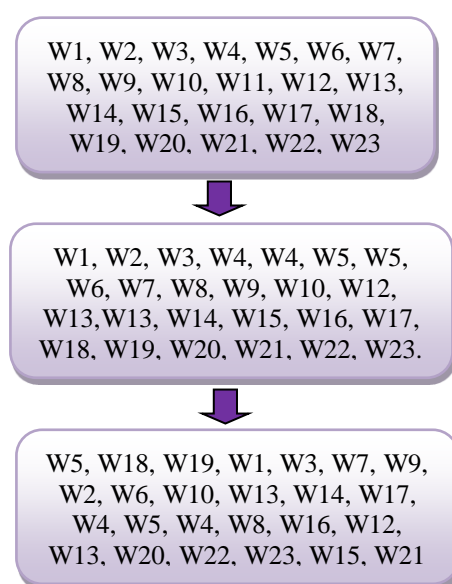 W1, W2, W3, W4, W5, W6, W7,
W8, W9, W10, W11, W12, W13,
W14, W15, W16, W17, W18,
W19, W20, W21, W22, W23
W1, W2, W3, W4, W4, W5, W5,
W6, W7, W8, W9, W10, W12,
W13,W13, W14, W15, W16, W17,
W18, W19, W20, W21, W22, W23.
W5, W18, W19, W1, W3, W7, W9,
W2, W6, W10, W13, W14, W17,
W4, W5, W4, W8, W16, W12,
W13, W20, W22, W23, W15, W21